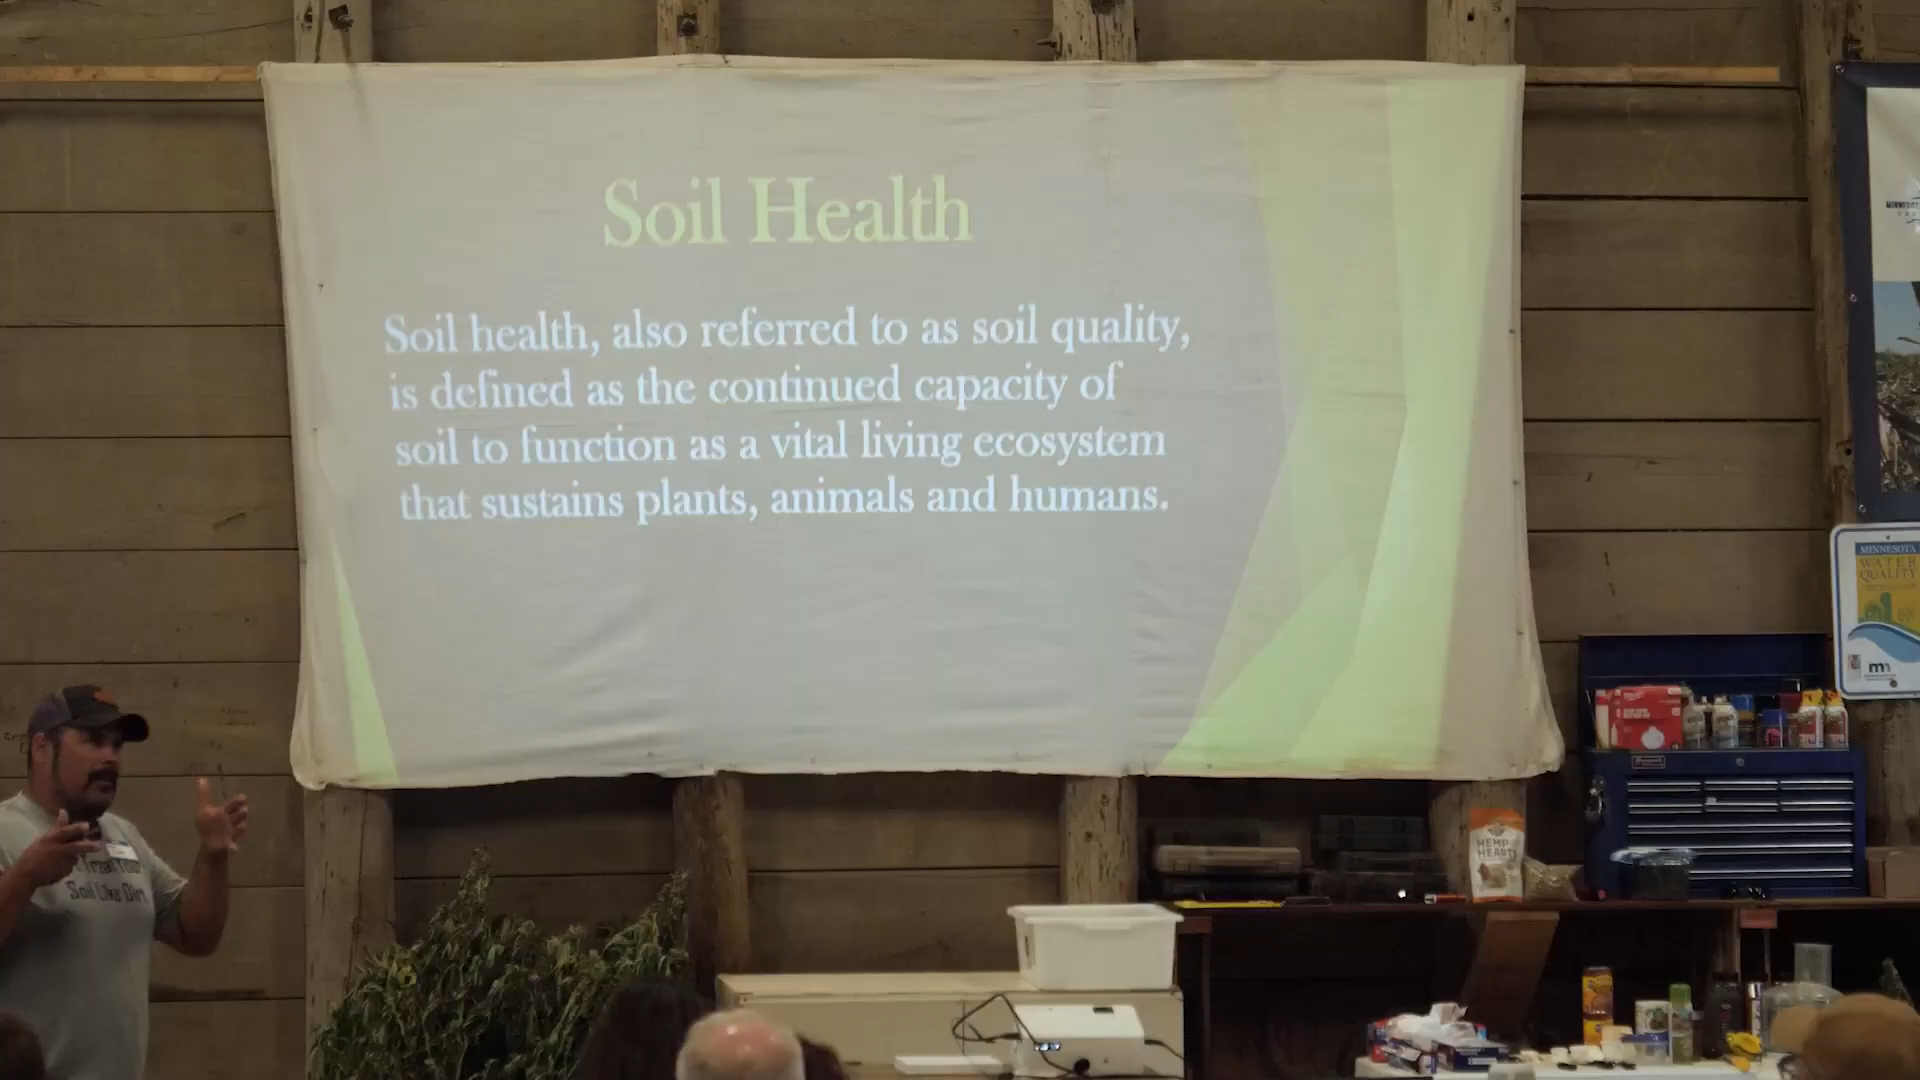 Soil Health
Soil health, also referred to as soil quality,
is defined as the continued capacity of
soil to function as a vital living ecosystem
that sustains plants, animals and humans.
MINNESOTA
WATER
QUALITY
HEMP
HEARTS
Treat Your
Soil Like Dirt